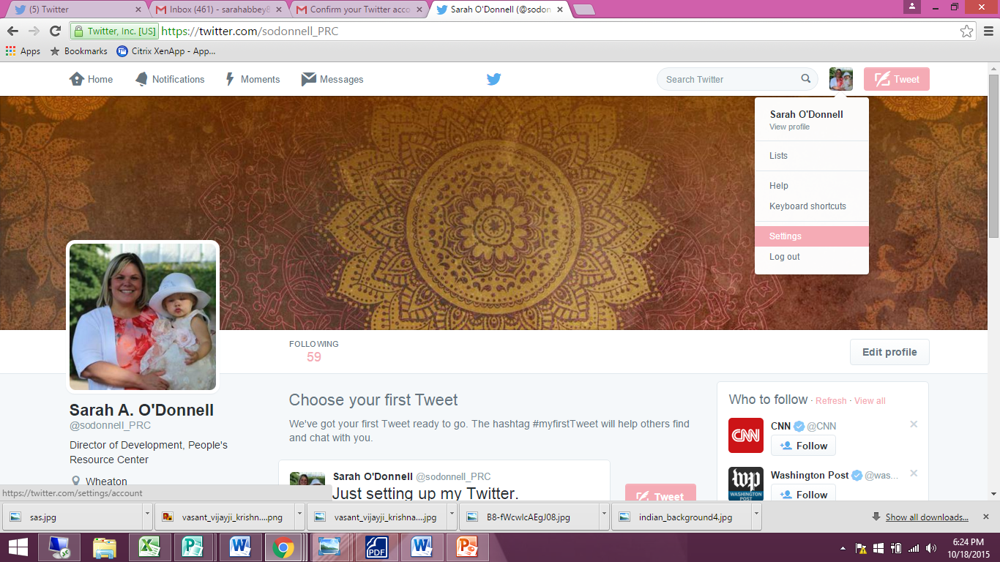 (5) Twitter
Inbox (461) - sarahabbey8
Confirm your Twitter acco
Sarah O'Donnell (@sodon
Twitter, Inc. [US] https://twitter.com/sodonnell_PRC
Apps Bookmarks Citrix XenApp - App...
Home Notifications Moments Messages
Search Twitter
Tweet
Sarah O'Donnell
View profile
Lists
Help
Keyboard shortcuts
Settings
Log out
FOLLOWING
59
Edit profile
Sarah A. O'Donnell
@sodonnell_PRC
Director of Development, People's
Resource Center
Wheaton
Choose your first Tweet
We've got your first Tweet ready to go. The hashtag #myfirstTweet will help others find
and chat with you.
Sarah O'Donnell @sodonnell_PRC
Just setting up my Twitter.
Tweet
Who to follow · Refresh · View all
CNN
CNN @CNN
Follow
wp
WASHINGTON
POST
Washington Post @was...
Follow
https://twitter.com/settings/account
sas.jpg
vasant_vijayji_krishn....png
vasant_vijayji_krishna....jpg
B8-fWcwlcAEgJ08.jpg
indian_background4.jpg
Show all downloads...
PDF
6:24 PM
10/18/2015